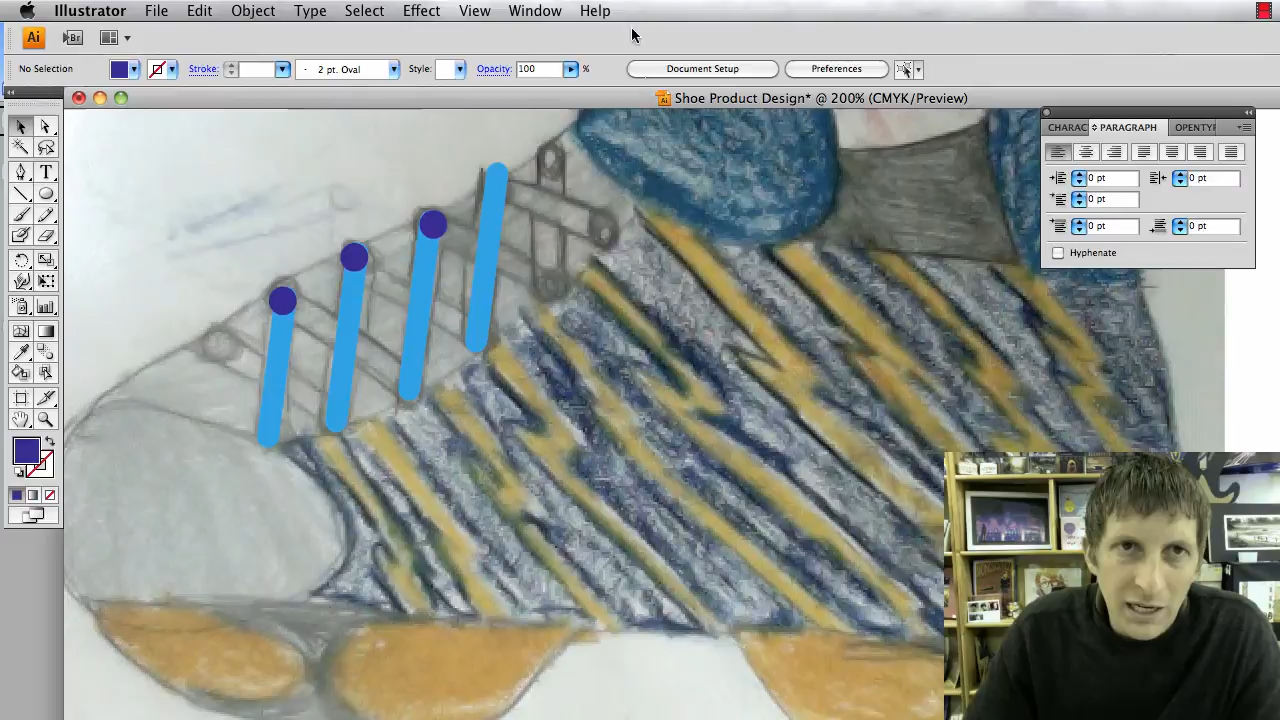 Illustrator File Edit Object Type Select Effect View Window Help
Ai Br
No Selection Stroke: 2 pt. Oval Style: Opacity: 100 % Document Setup Preferences
Ai Shoe Product Design* @ 200% (CMYK/Preview)
CHARAC PARAGRAPH OPENTYP
0 pt 0 pt
0 pt
0 pt 0 pt
Hyphenate
T